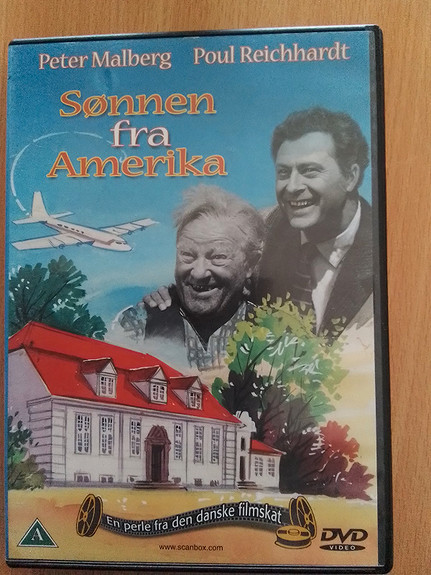 Peter Malberg Poul Reichhardt
Sønnen
fra
Amerika
En perle fra den danske filmskat
A
www.scanbox.com
DVD
VIDEO